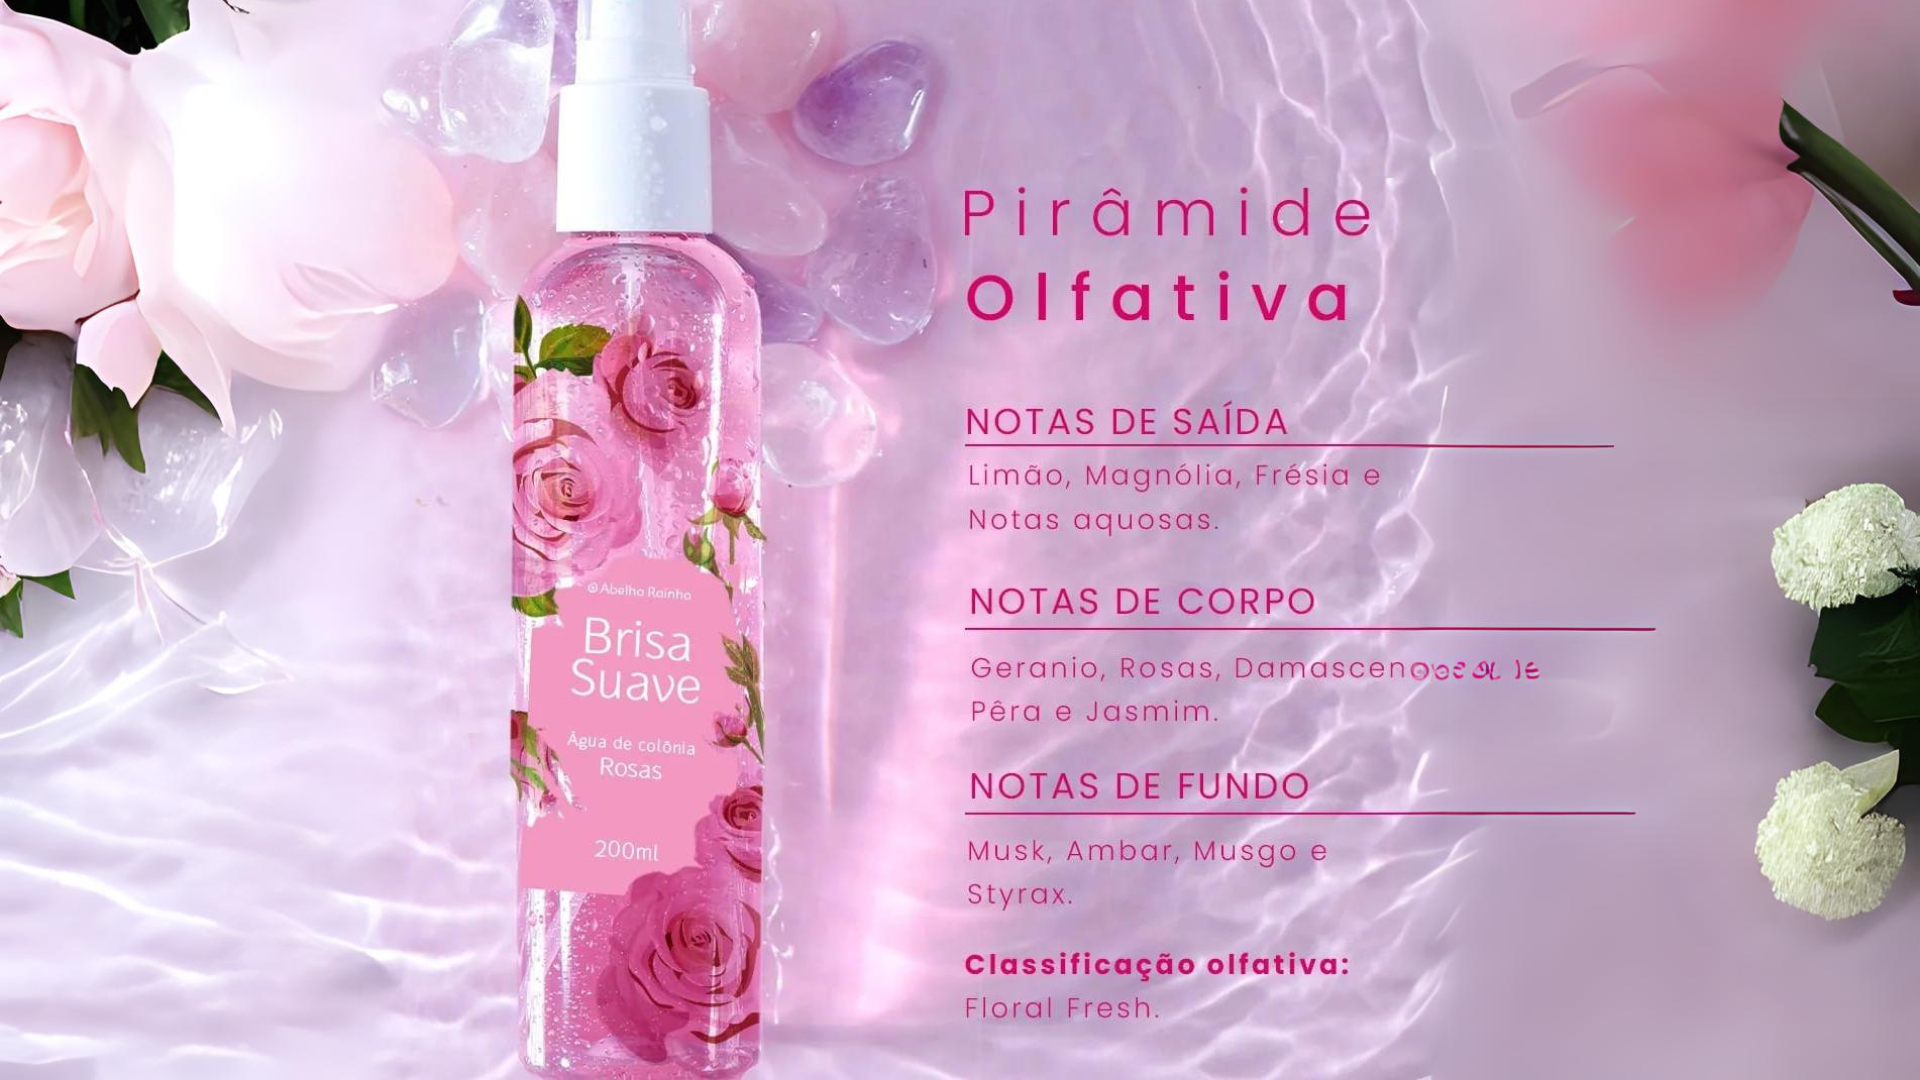 Pirâmide
Olfativa
NOTAS DE SAÍDA
Limão, Magnólia, Frésia e
Notas aquosas.
NOTAS DE CORPO
Geranio, Rosas,
Pêra e Jasmim.
NOTAS DE FUNDO
Musk, Ambar, Musgo e
Styrax.
Classificação olfativa:
Floral Fresh.
Abelha Rainha
Brisa
Suave
Água de colônia
Rosas
200ml